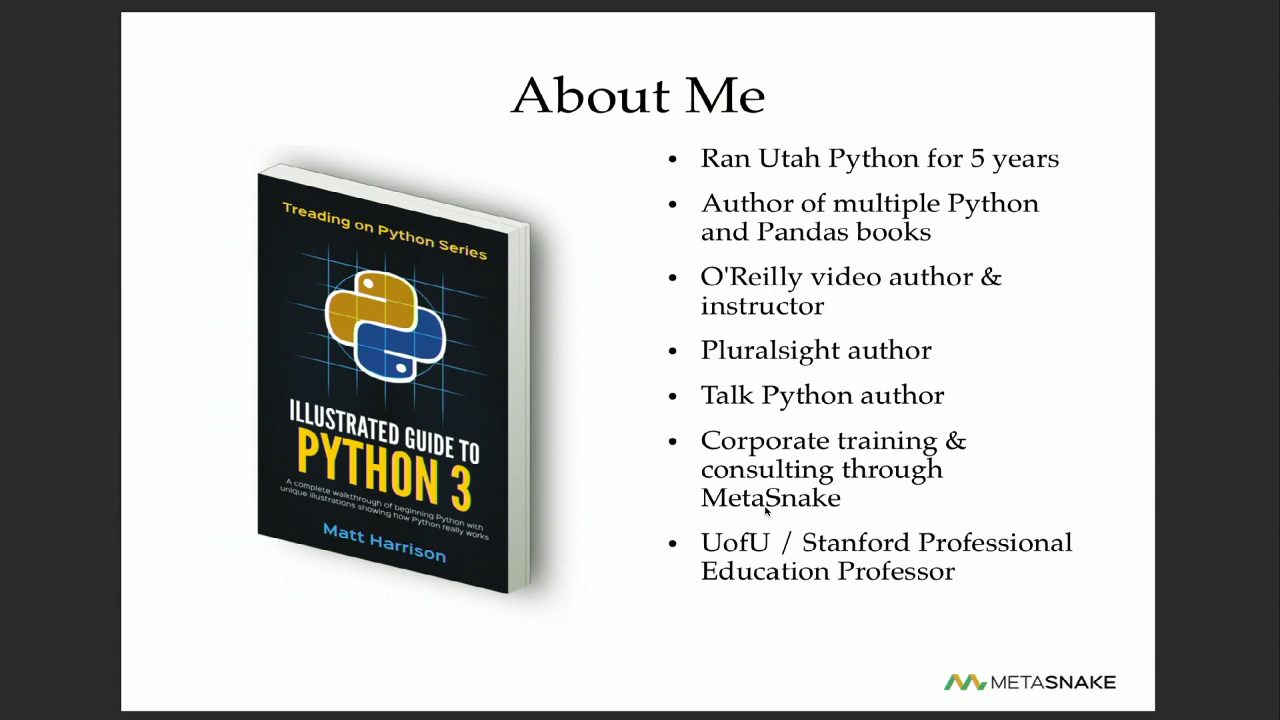 About Me
Treading on Python Series
ILLUSTRATED GUIDE TO
PYTHON 3
A complete walkthrough of beginning Python with
unique illustrations showing how Python really works
Matt Harrison
• Ran Utah Python for 5 years
• Author of multiple Python
and Pandas books
• O'Reilly video author &
instructor
• Pluralsight author
• Talk Python author
• Corporate training &
consulting through
MetaSnake
• UofU / Stanford Professional
Education Professor
METASNAKE